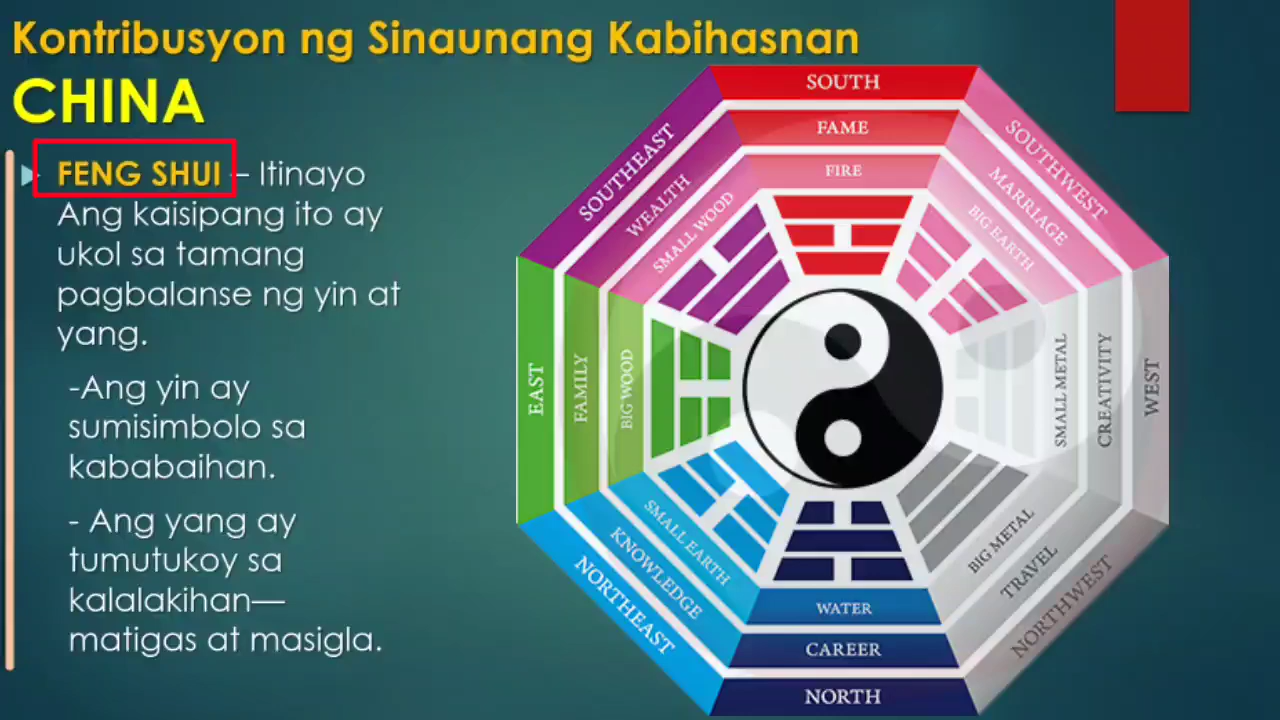 Kontribusyon ng Sinaunang Kabihasnan
CHINA
FENG SHUI – Itinayo
Ang kaisipang ito ay
ukol sa tamang
pagbalanse ng yin at
yang.
-Ang yin ay
sumisimbolo sa
kababaihan.
- Ang yang ay
tumutukoy sa
kalalakihan—
matigas at masigla.
SOUTH
FAME
FIRE
SOUTHWEST
MARRIAGE
BIG EARTH
WEST
CREATIVITY
SMALL METAL
NORTHWEST
TRAVEL
BIG METAL
NORTH
CAREER
WATER
NORTHEAST
KNOWLEDGE
SMALL EARTH
EAST
FAMILY
BIG WOOD
SOUTHEAST
WEALTH
SMALL WOOD